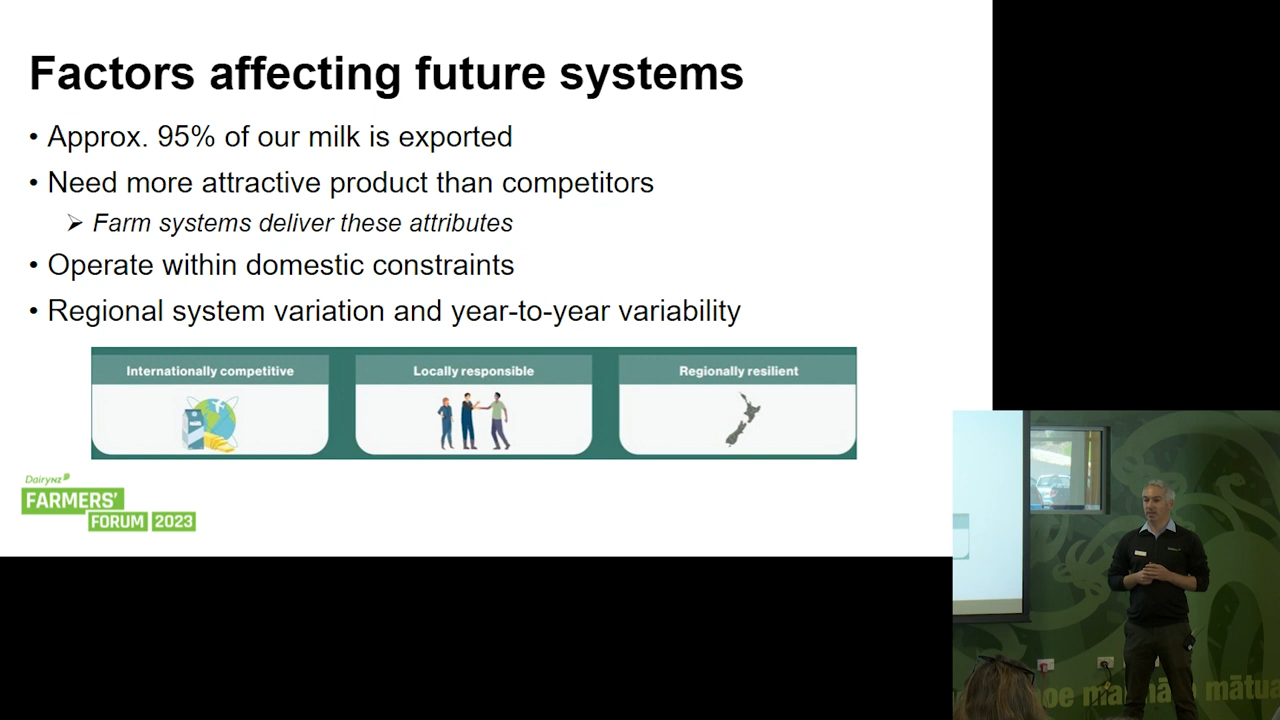 Factors affecting future systems
• Approx. 95% of our milk is exported
• Need more attractive product than competitors
➢ Farm systems deliver these attributes
• Operate within domestic constraints
• Regional system variation and year-to-year variability
Internationally competitive
Locally responsible
Regionally resilient
DairyNZ
FARMERS'
FORUM 2023
mātua